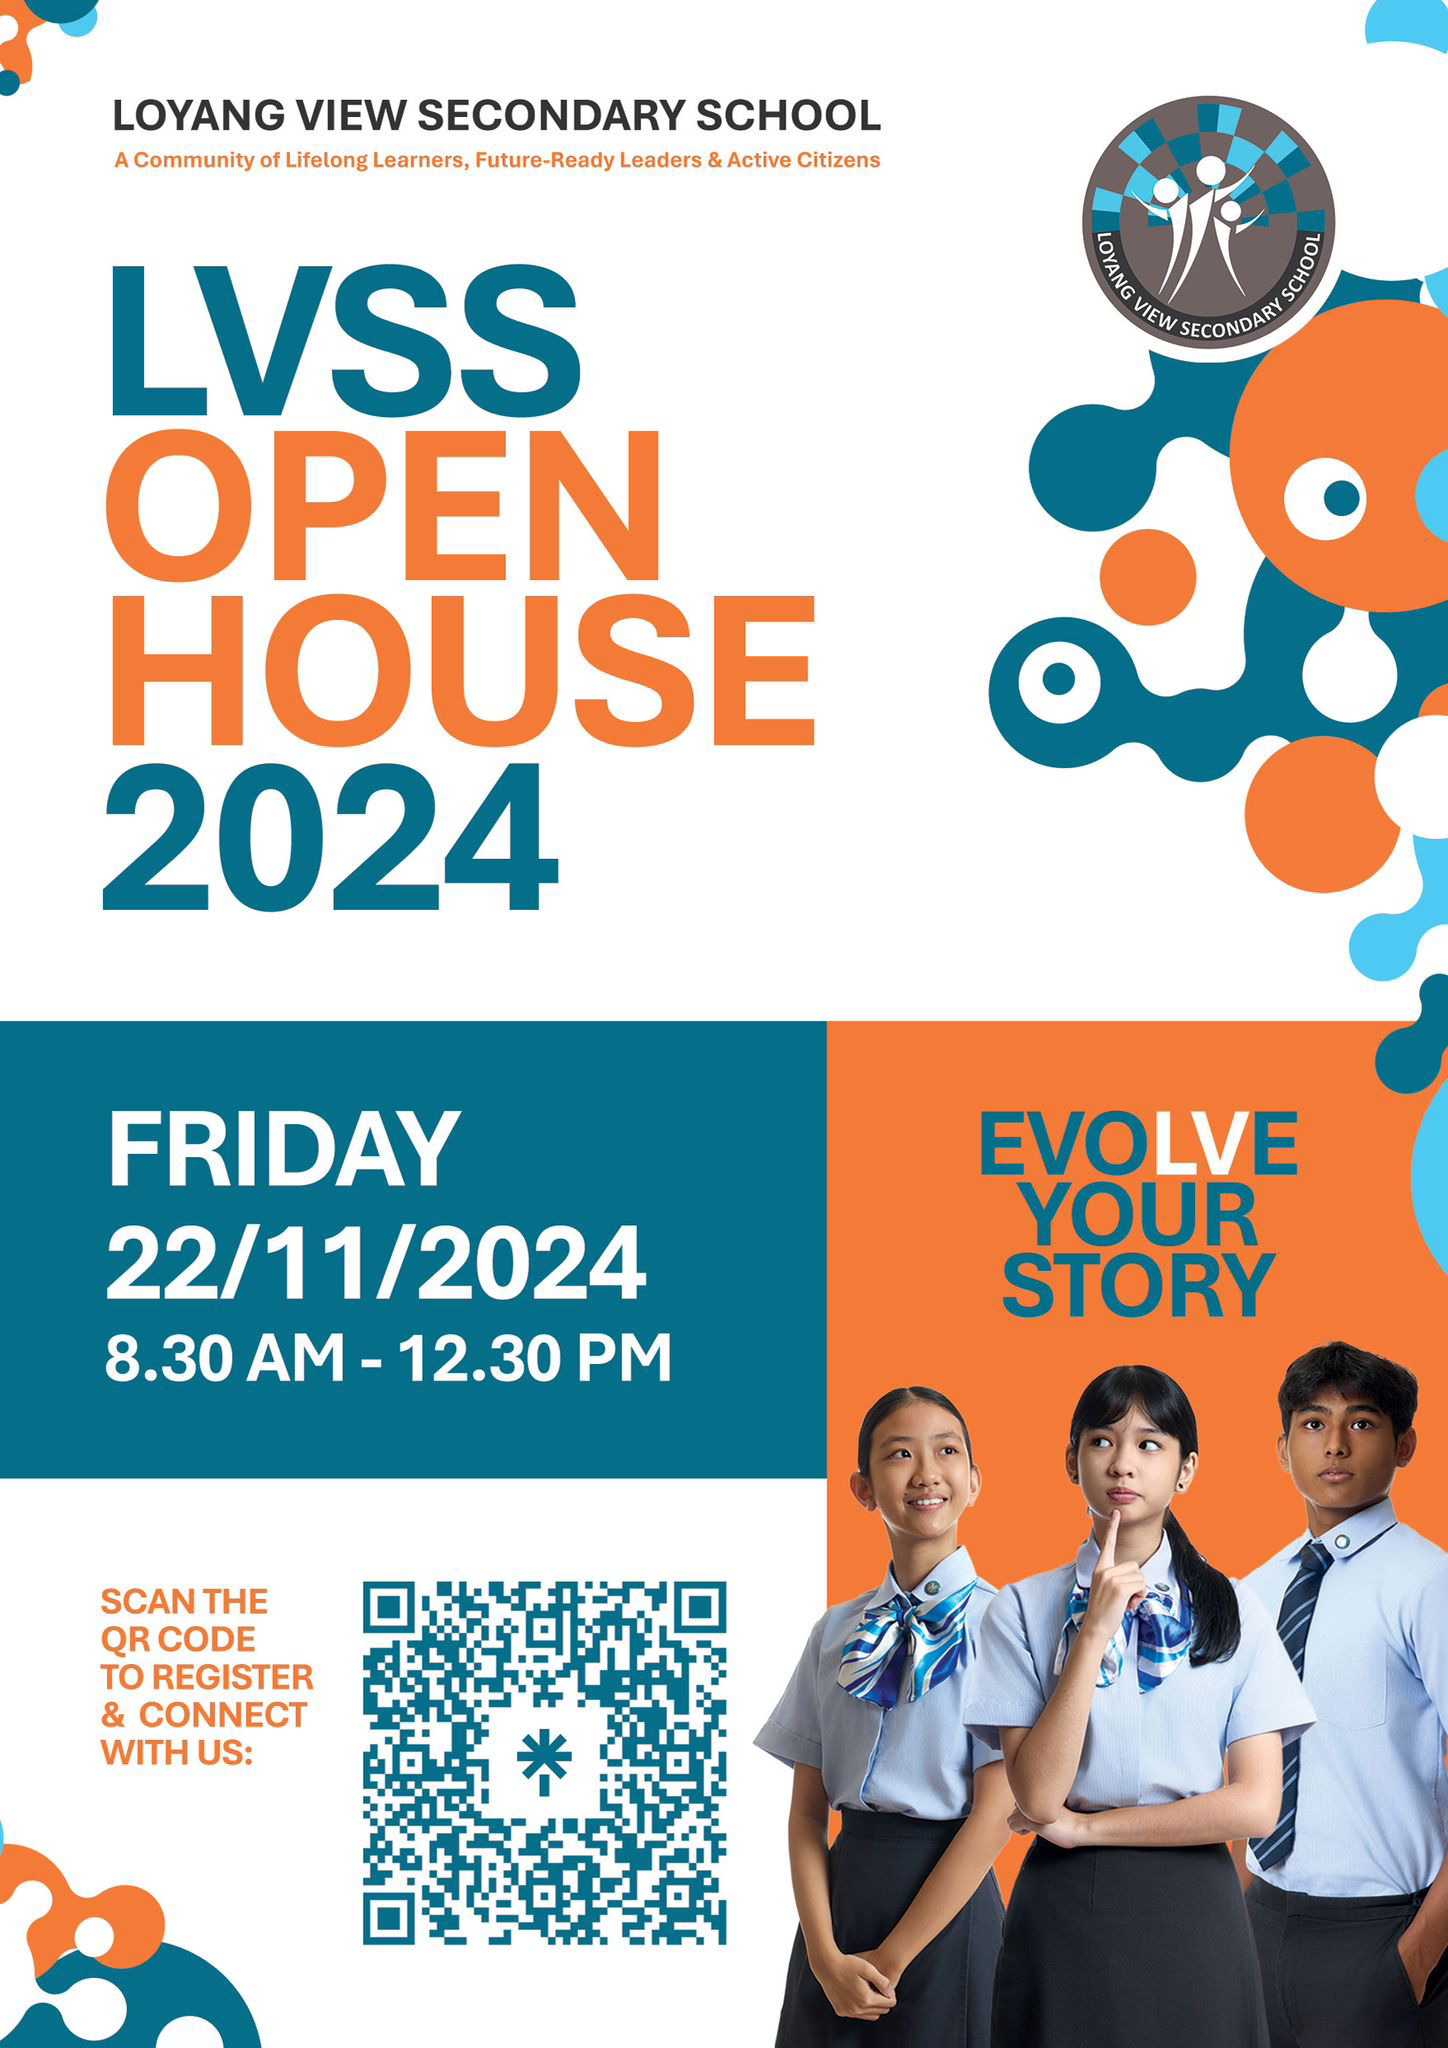 LOYANG VIEW SECONDARY SCHOOL
A Community of Lifelong Learners, Future-Ready Leaders & Active Citizens
LOYANG VIEW SECONDARY SCHOOL
LVSS
OPEN
HOUSE
2024
FRIDAY
22/11/2024
8.30 AM - 12.30 PM
EVOLVE
YOUR
STORY
SCAN THE
QR CODE
TO REGISTER
& CONNECT
WITH US: